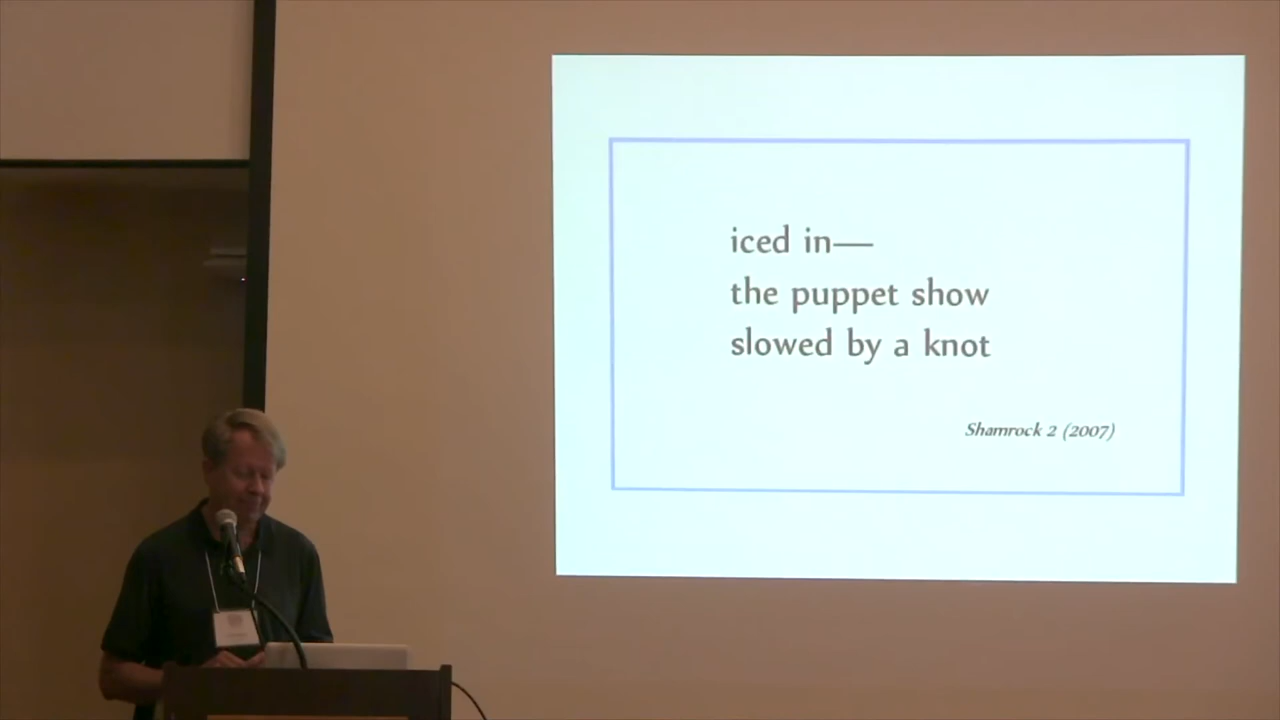 iced in—
the puppet show
slowed by a knot
Shamrock 2 (2007)